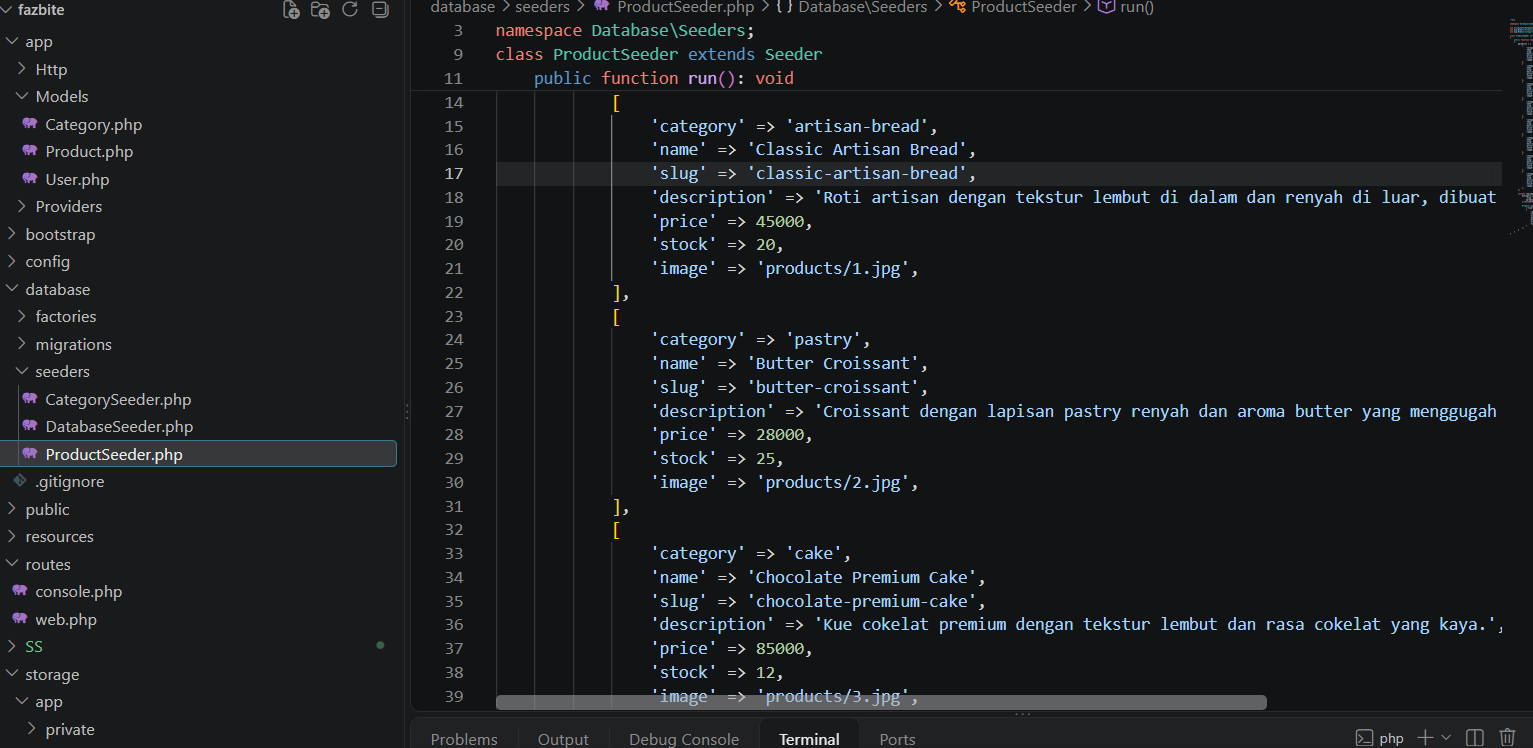 fazbite
app
Http
Models
Category.php
Product.php
User.php
Providers
bootstrap
config
database
factories
migrations
seeders
CategorySeeder.php
DatabaseSeeder.php
ProductSeeder.php
.gitignore
public
resources
routes
console.php
web.php
SS
storage
app
private
database > seeders > ProductSeeder.php > {} Database\Seeders > ProductSeeder > run()
3 namespace Database\Seeders;
9 class ProductSeeder extends Seeder
11 public function run(): void
14 [
15 'category' => 'artisan-bread',
16 'name' => 'Classic Artisan Bread',
17 'slug' => 'classic-artisan-bread',
18 'description' => 'Roti artisan dengan tekstur lembut di dalam dan renyah di luar, dibuat
19 'price' => 45000,
20 'stock' => 20,
21 'image' => 'products/1.jpg',
22 ],
23 [
24 'category' => 'pastry',
25 'name' => 'Butter Croissant',
26 'slug' => 'butter-croissant',
27 'description' => 'Croissant dengan lapisan pastry renyah dan aroma butter yang menggugah
28 'price' => 28000,
29 'stock' => 25,
30 'image' => 'products/2.jpg',
31 ],
32 [
33 'category' => 'cake',
34 'name' => 'Chocolate Premium Cake',
35 'slug' => 'chocolate-premium-cake',
36 'description' => 'Kue cokelat premium dengan tekstur lembut dan rasa cokelat yang kaya.',
37 'price' => 85000,
38 'stock' => 12,
39 'image' => 'products/3.jpg',
Problems Output Debug Console Terminal Ports
php